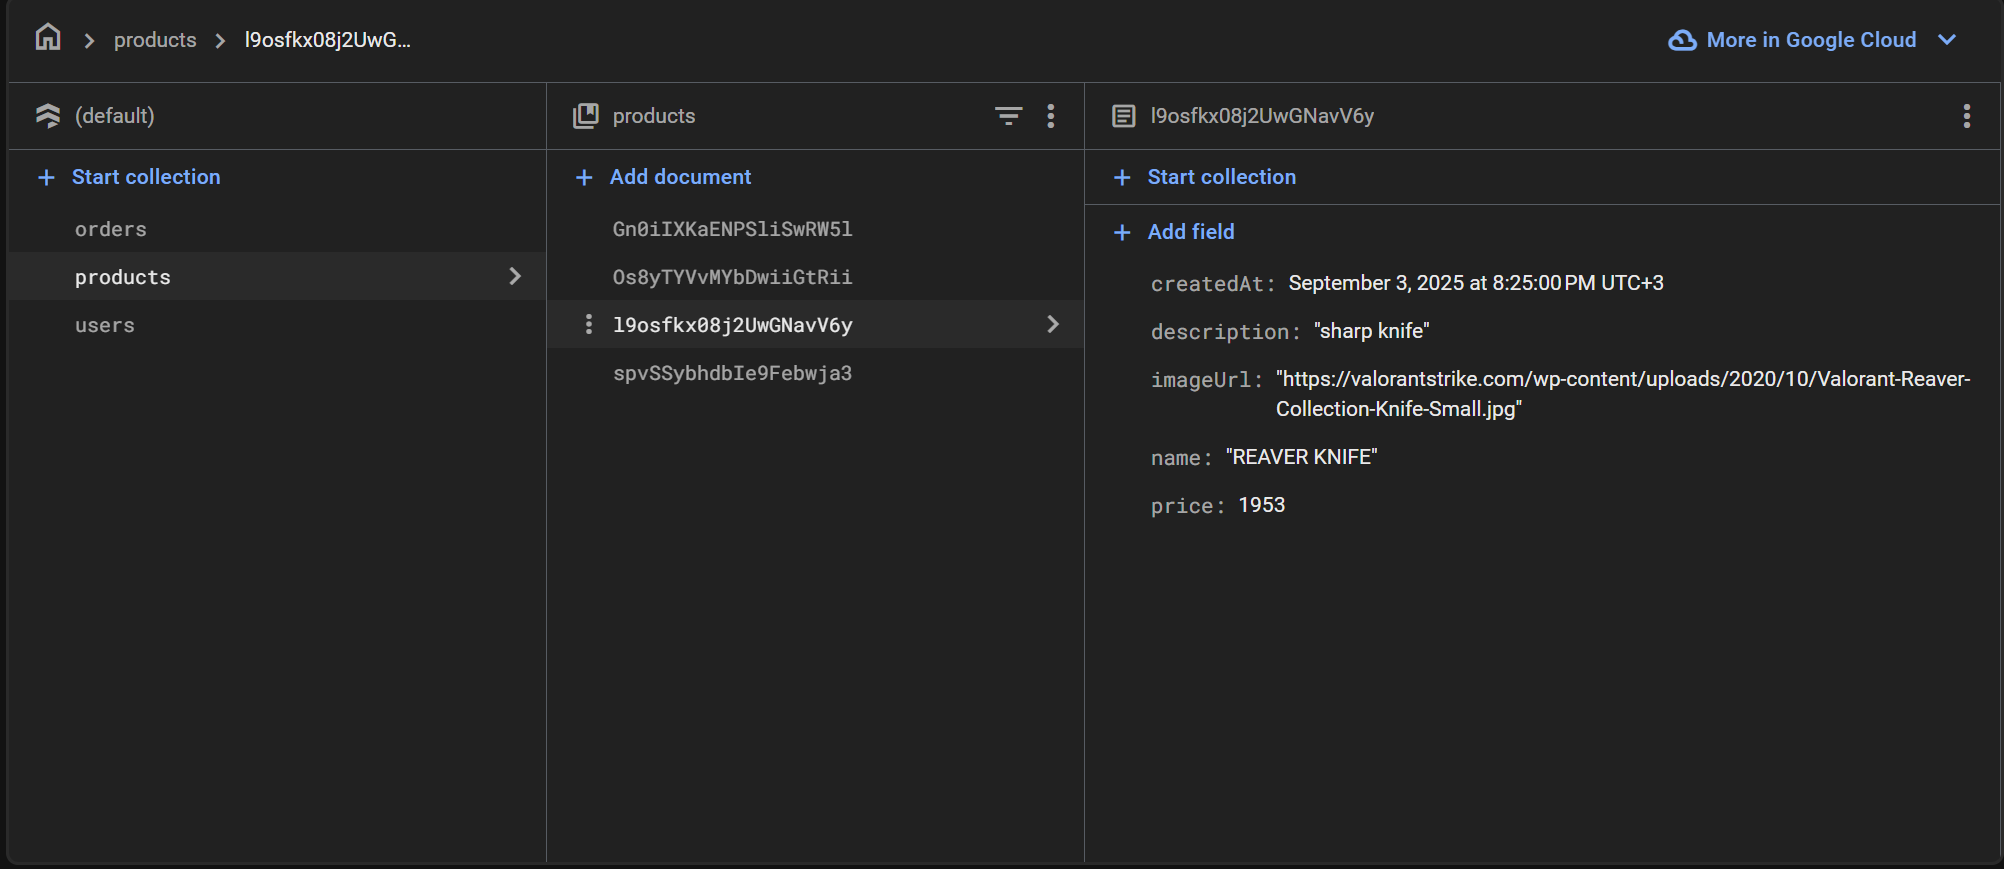 products
l9osfkx08j2UwG...
More in Google Cloud
(default)
Start collection
orders
products
users
products
Add document
Gn0iIXKaENPSliSwRW5l
Os8yTYVvMYbDwiiGtRii
l9osfkx08j2UwGNavV6y
spvSSybhdbIe9Febwja3
l9osfkx08j2UwGNavV6y
Start collection
Add field
createdAt: September 3, 2025 at 8:25:00 PM UTC+3
description: "sharp knife"
imageUrl: "https://valorantstrike.com/wp-content/uploads/2020/10/Valorant-Reaver-
Collection-Knife-Small.jpg"
name: "REAVER KNIFE"
price: 1953